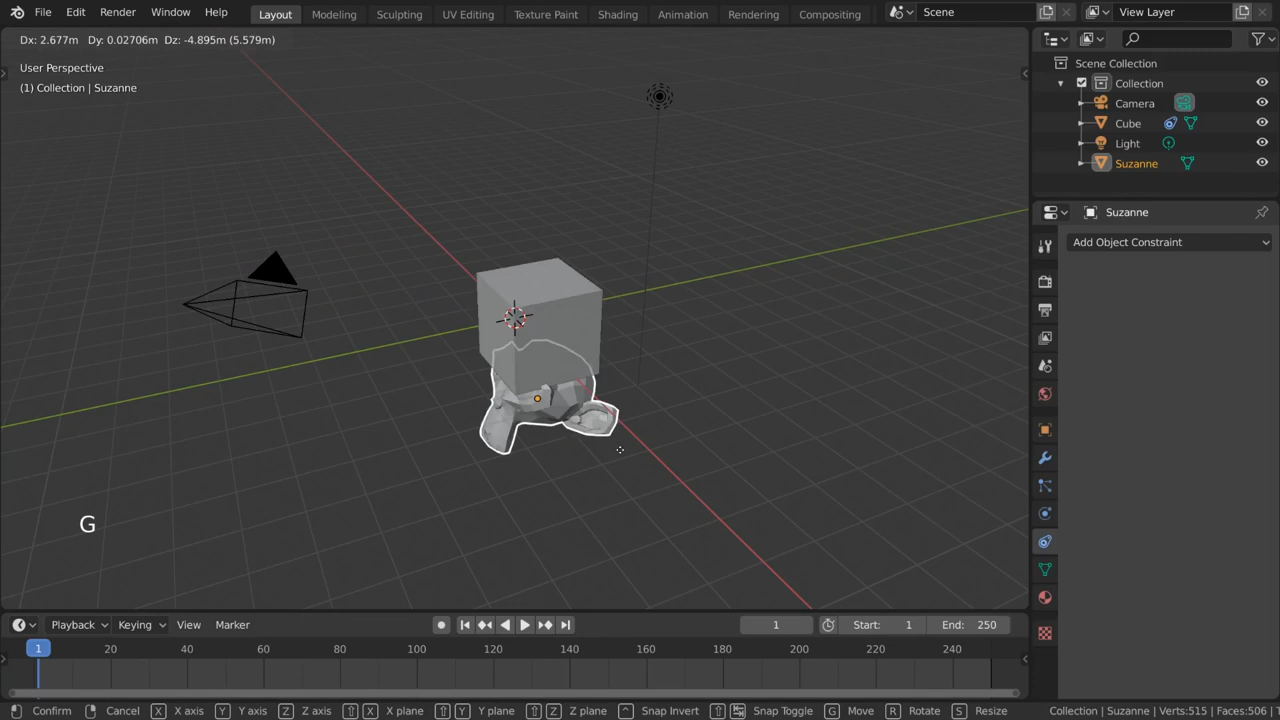 File Edit Render Window Help Layout Modeling Sculpting UV Editing Texture Paint Shading Animation Rendering Compositing Scene View Layer
Dx: 2.677m Dy: 0.02706m Dz: -4.895m (5.579m)
User Perspective
(1) Collection | Suzanne
Scene Collection
Collection
Camera
Cube
Light
Suzanne
Suzanne
Add Object Constraint
G
Playback Keying View Marker 1 Start: 1 End: 250
1 20 40 60 80 100 120 140 160 180 200 220 240
Confirm Cancel X X axis Y Y axis Z Z axis X X plane Y Y plane Z Z plane Snap Invert Snap Toggle G Move R Rotate S Resize Collection | Suzanne | Verts:515 | Faces:506 |